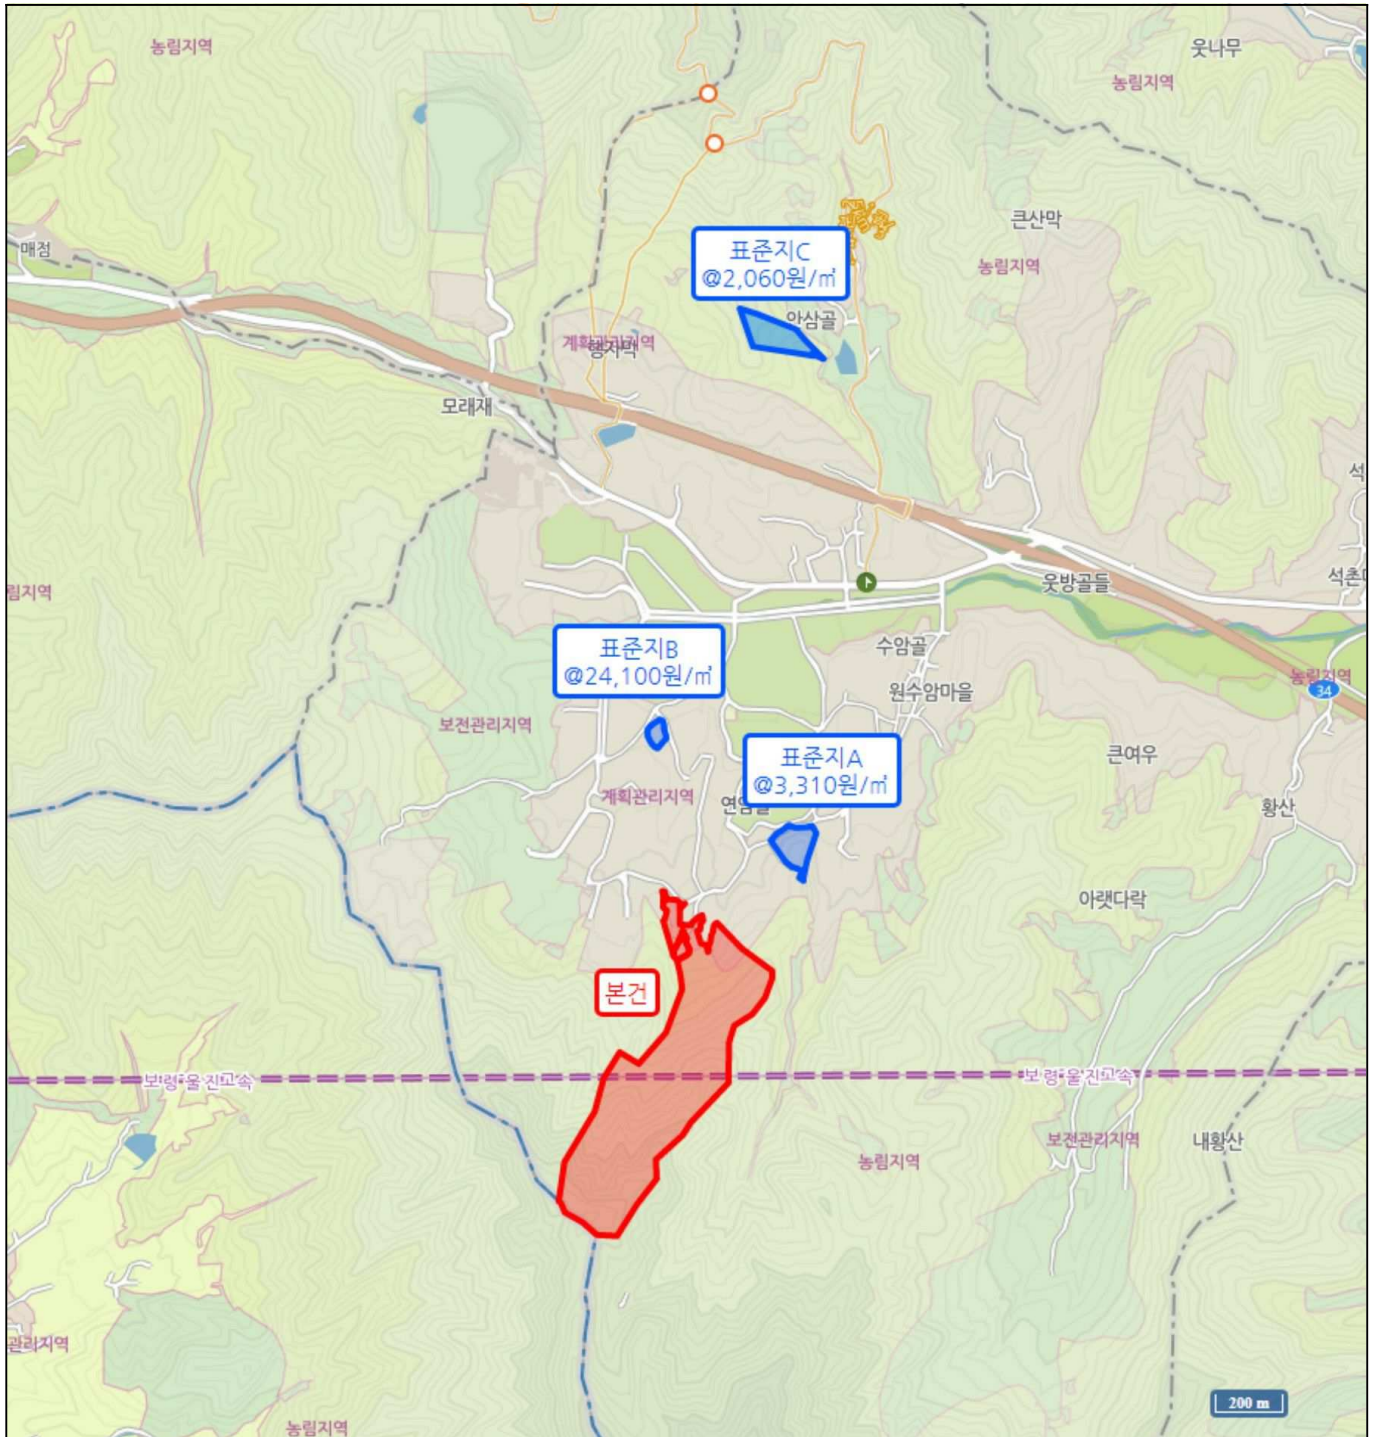 농림지역
웃나무
농림지역
큰산막
매점
표준지C
@2,060원/㎡
농림지역
안삼골
계획관리지역
행자막
모래재
석
웃방골들
석촌
림지역
표준지B
@24,100원/㎡
수암골
원수암마을
농림지역
34
보전관리지역
표준지A
@3,310원/㎡
큰여우
계획관리지역
황산
아랫다락
본건
보령·울진고속
보령·울진고속
보전관리지역
내황산
농림지역
관리지역
200 m
농림지역